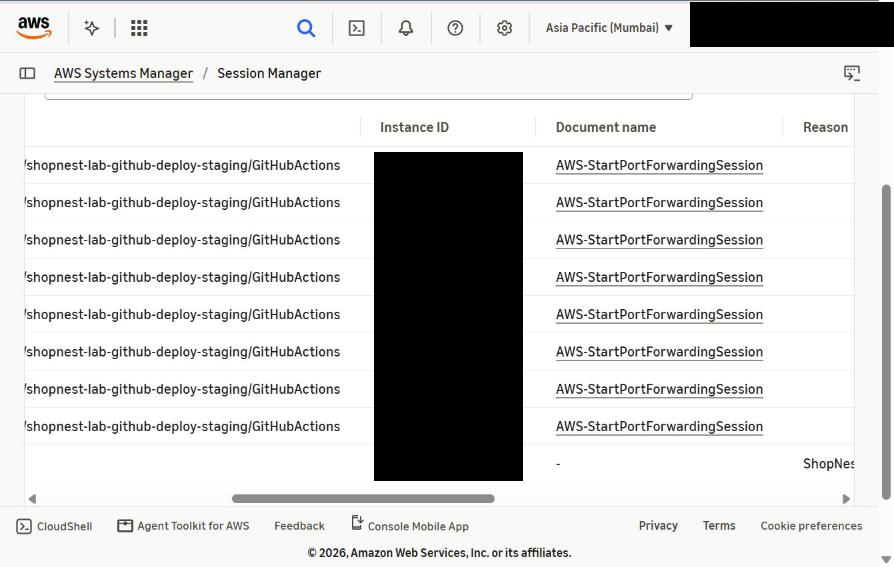 aws
Asia Pacific (Mumbai)
AWS Systems Manager / Session Manager
Instance ID Document name Reason
/shopnest-lab-github-deploy-staging/GitHubActions AWS-StartPortForwardingSession
/shopnest-lab-github-deploy-staging/GitHubActions AWS-StartPortForwardingSession
/shopnest-lab-github-deploy-staging/GitHubActions AWS-StartPortForwardingSession
/shopnest-lab-github-deploy-staging/GitHubActions AWS-StartPortForwardingSession
/shopnest-lab-github-deploy-staging/GitHubActions AWS-StartPortForwardingSession
/shopnest-lab-github-deploy-staging/GitHubActions AWS-StartPortForwardingSession
/shopnest-lab-github-deploy-staging/GitHubActions AWS-StartPortForwardingSession
/shopnest-lab-github-deploy-staging/GitHubActions AWS-StartPortForwardingSession
- ShopNes
CloudShell Agent Toolkit for AWS Feedback Console Mobile App Privacy Terms Cookie preferences
© 2026, Amazon Web Services, Inc. or its affiliates.